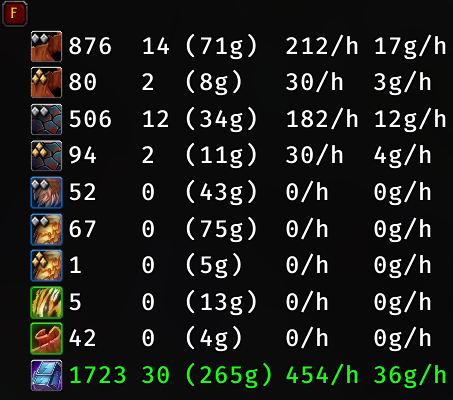 F
876 14 (71g) 212/h 17g/h
80 2 (8g) 30/h 3g/h
506 12 (34g) 182/h 12g/h
94 2 (11g) 30/h 4g/h
52 0 (43g) 0/h 0g/h
67 0 (75g) 0/h 0g/h
1 0 (5g) 0/h 0g/h
5 0 (13g) 0/h 0g/h
42 0 (4g) 0/h 0g/h
1723 30 (265g) 454/h 36g/h